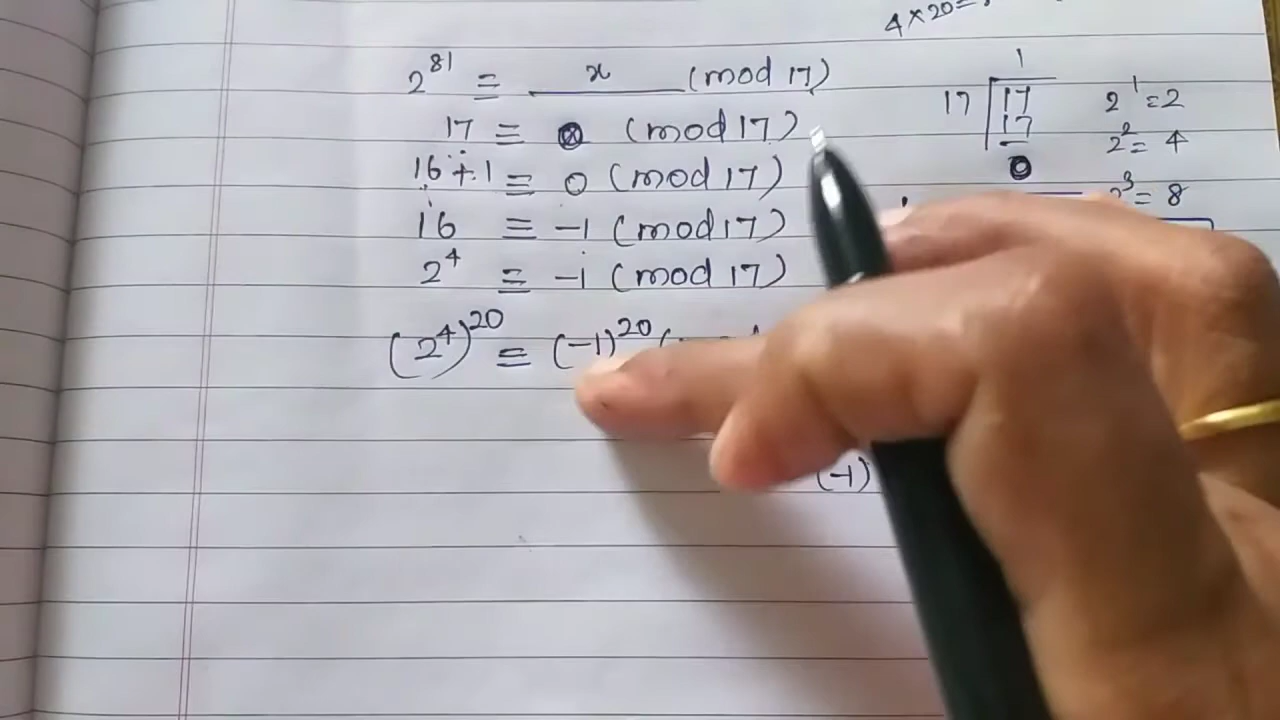 4×20=
2^81 ≡ x (mod 17)
17 ≡ 0 (mod 17)
16 + 1 ≡ 0 (mod 17)
16 ≡ -1 (mod 17)
2^4 ≡ -1 (mod 17)
(2^4)^20 ≡ (-1)^20 (
1
17 17
17
0
2^1 = 2
2^2 = 4
2^3 = 8
(-1)